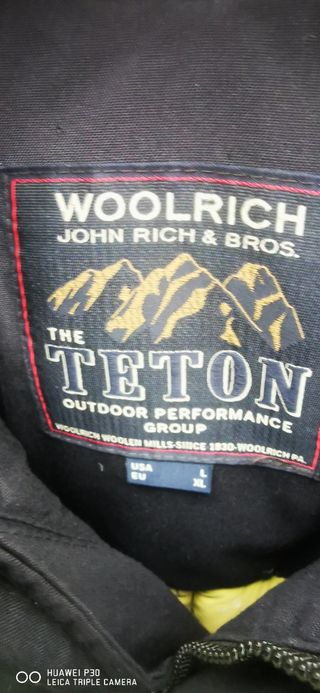 WOOLRICH
JOHN RICH & BROS.
THE
TETON
OUTDOOR PERFORMANCE
GROUP
WOOLRICH WOOLEN MILLS-SINCE 1830-WOOLRICH PA.
USA L
EU XL
HUAWEI P30
LEICA TRIPLE CAMERA